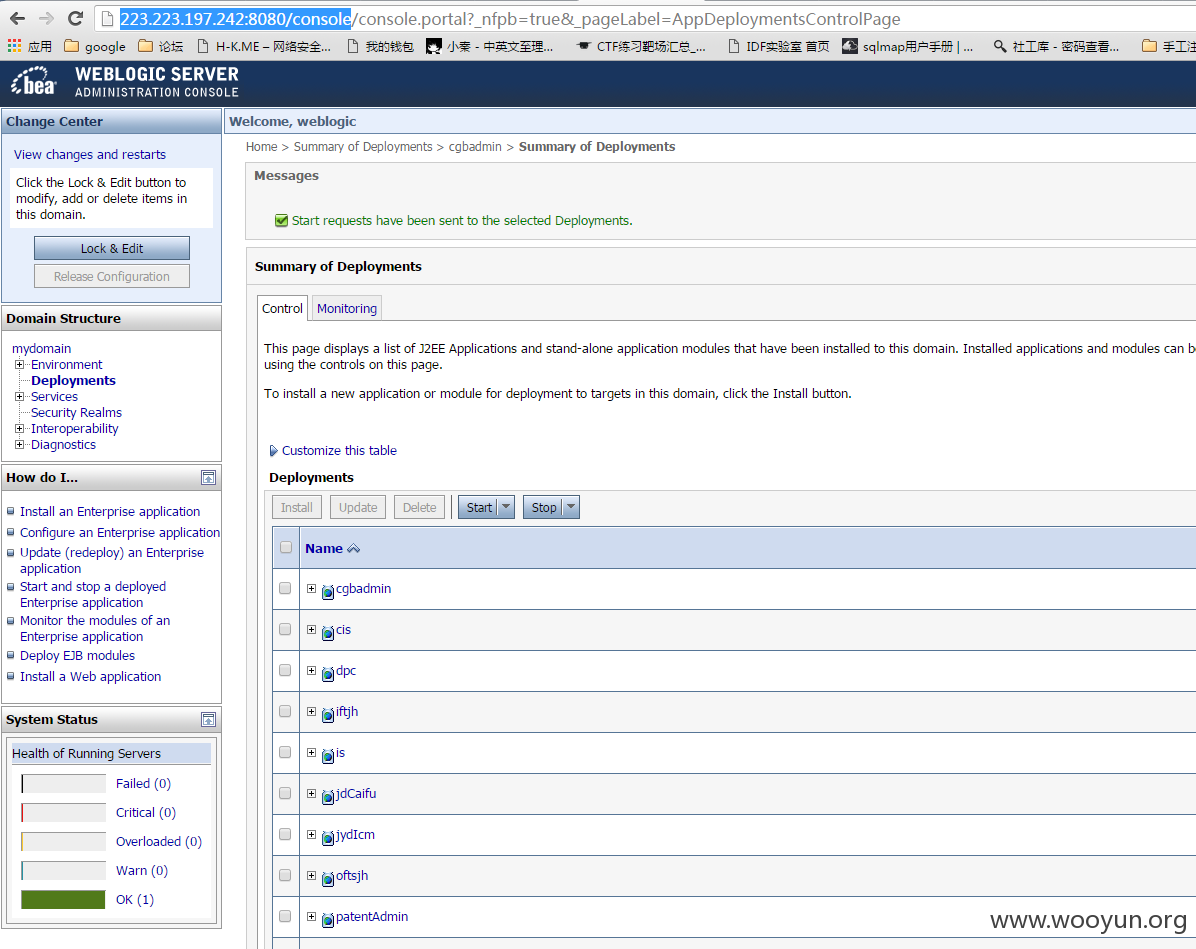 223.223.197.242:8080/console/console.portal?_nfpb=true&_pageLabel=AppDeploymentsControlPage
应用 google 论坛 H-K.ME – 网络安全... 我的钱包 小秦 - 中英文至理... CTF练习靶场汇总_... IDF实验室 首页 sqlmap用户手册 | ... 社工库 - 密码查看... 手工注
bea WEBLOGIC SERVER
ADMINISTRATION CONSOLE
Change Center
View changes and restarts
Click the Lock & Edit button to
modify, add or delete items in
this domain.
Lock & Edit
Release Configuration
Domain Structure
mydomain
Environment
Deployments
Services
Security Realms
Interoperability
Diagnostics
How do I...
Install an Enterprise application
Configure an Enterprise application
Update (redeploy) an Enterprise
application
Start and stop a deployed
Enterprise application
Monitor the modules of an
Enterprise application
Deploy EJB modules
Install a Web application
System Status
Health of Running Servers
Failed (0)
Critical (0)
Overloaded (0)
Warn (0)
OK (1)
Welcome, weblogic
Home > Summary of Deployments > cgbadmin > Summary of Deployments
Messages
Start requests have been sent to the selected Deployments.
Summary of Deployments
Control Monitoring
This page displays a list of J2EE Applications and stand-alone application modules that have been installed to this domain. Installed applications and modules can be
using the controls on this page.
To install a new application or module for deployment to targets in this domain, click the Install button.
Customize this table
Deployments
Install Update Delete Start Stop
Name
cgbadmin
cis
dpc
iftjh
is
jdCaifu
jydIcm
oftsjh
patentAdmin
www.wooyun.org